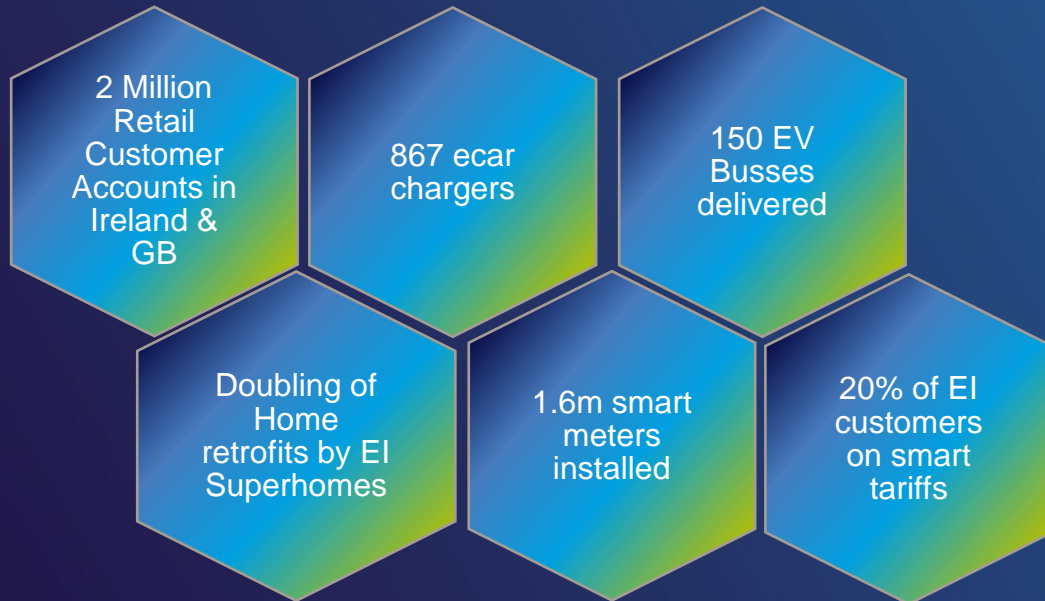 2 Million
Retail
Customer
Accounts in
Ireland &
GB
867 ecar
chargers
150 EV
Busses
delivered
Doubling of
Home
retrofits by EI
Superhomes
1.6m smart
meters
installed
20% of EI
customers
on smart
tariffs